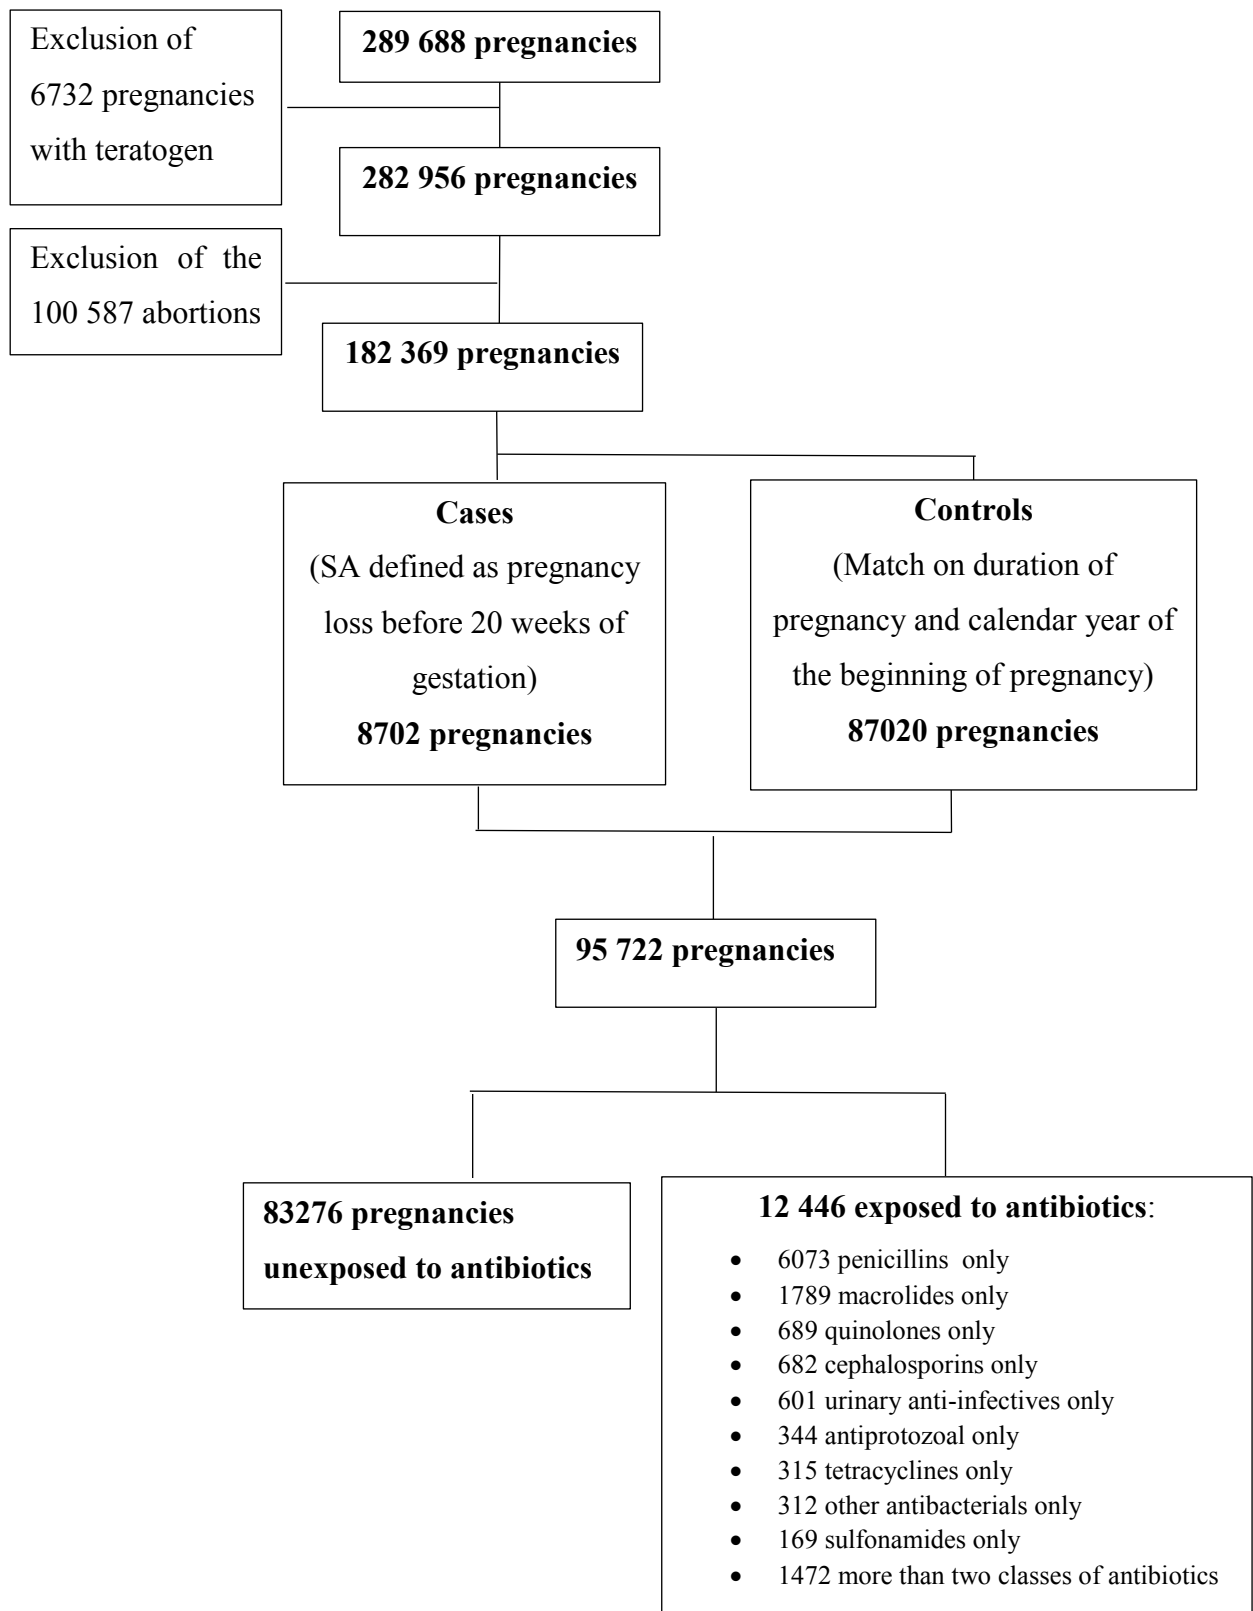 Exclusion of
6732 pregnancies
with teratogen
289 688 pregnancies
282 956 pregnancies
Exclusion of the
100 587 abortions
182 369 pregnancies
Cases
(SA defined as pregnancy
loss before 20 weeks of
gestation)
8702 pregnancies
Controls
(Match on duration of
pregnancy and calendar year of
the beginning of pregnancy)
87020 pregnancies
95 722 pregnancies
83276 pregnancies
unexposed to antibiotics
12 446 exposed to antibiotics:
• 6073 penicillins only
• 1789 macrolides only
• 689 quinolones only
• 682 cephalosporins only
• 601 urinary anti-infectives only
• 344 antiprotozoal only
• 315 tetracyclines only
• 312 other antibacterials only
• 169 sulfonamides only
• 1472 more than two classes of antibiotics